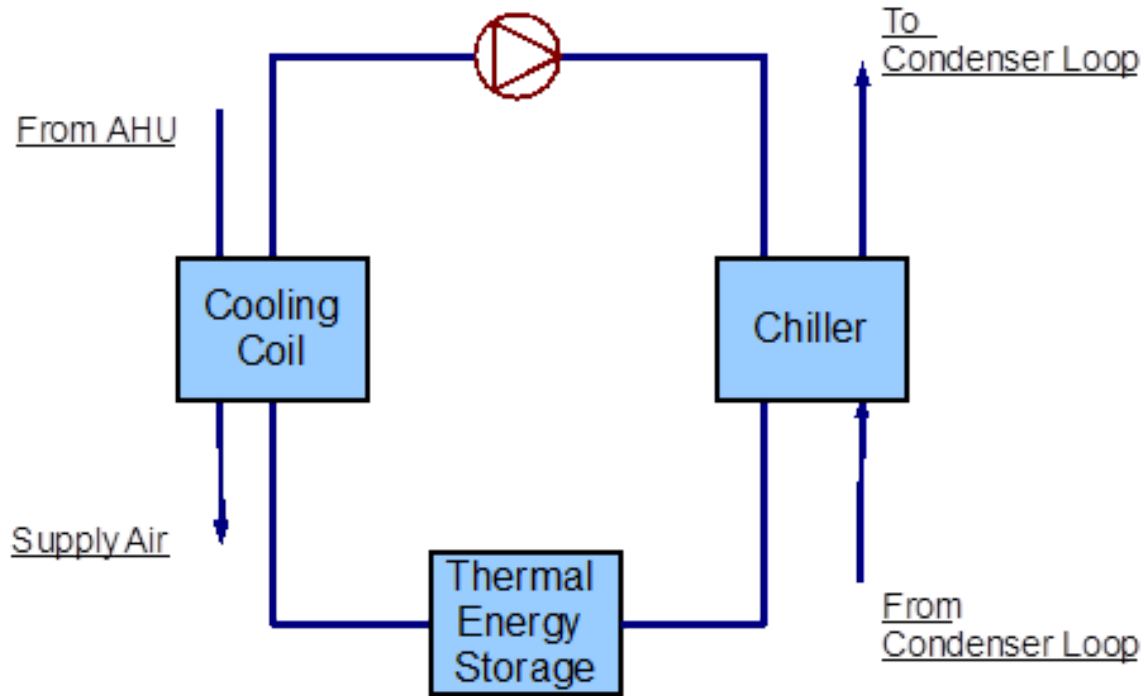 To
Condenser Loop
From AHU
Cooling
Coil
Chiller
Supply Air
Thermal
Energy
Storage
From
Condenser Loop